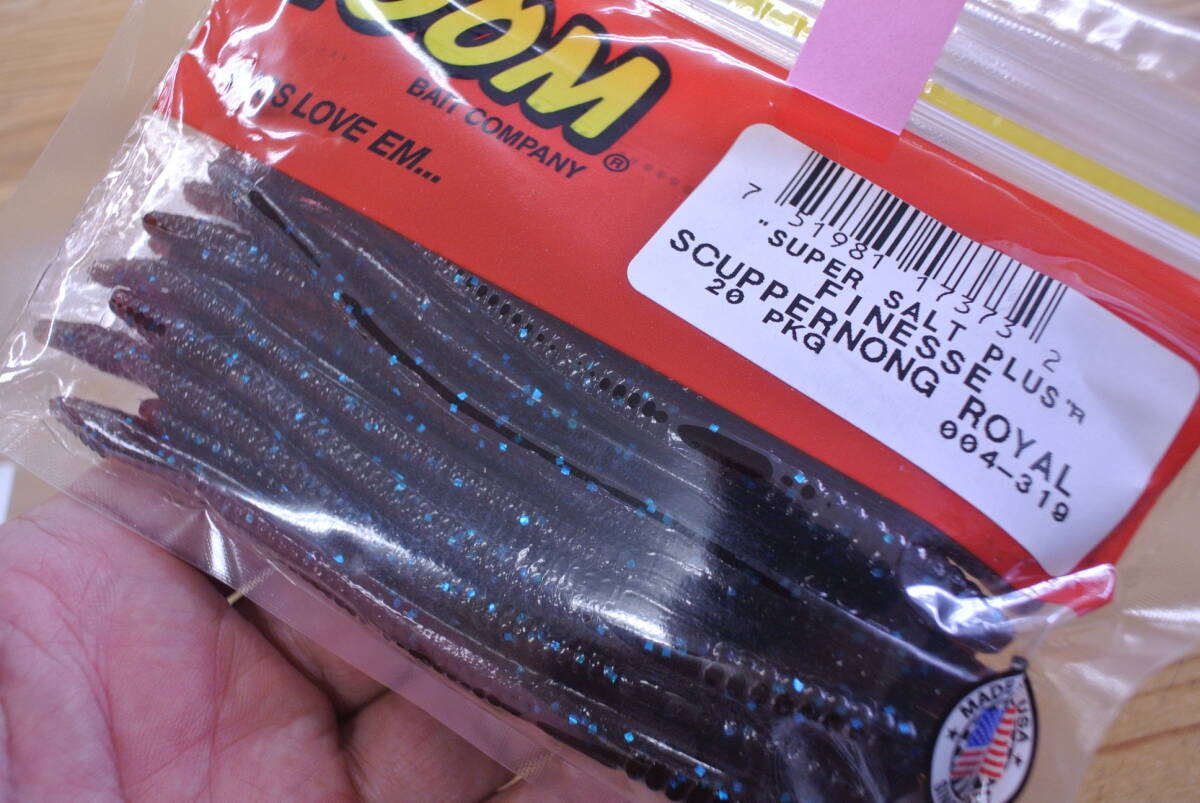 OOM
BAIT COMPANY
®
LOVE EM...
7 51981 17373 2
"SUPER SALT PLUS"R
FINESSE
SCUPPERNONG ROYAL
20 PKG
004-319
MADE
USA